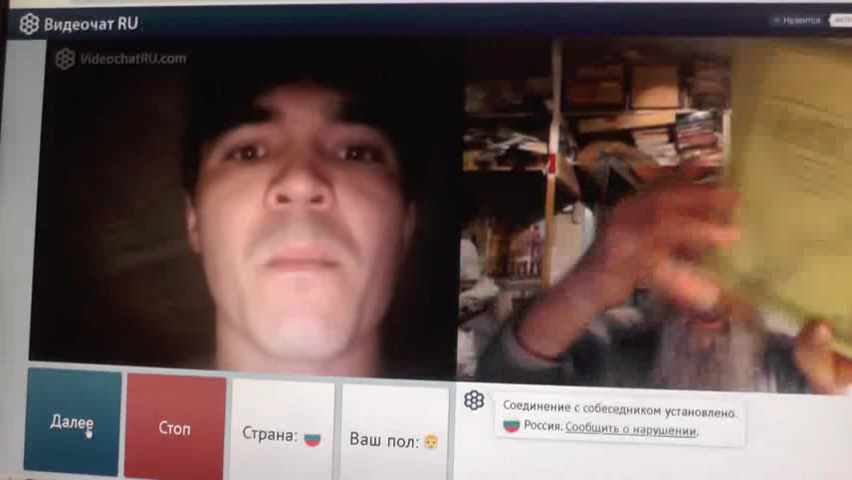 Видеочат RU
Нравится
VideochatRU.com
Далее
Стоп
Страна:
Ваш пол:
Соединение с собеседником установлено.
Россия. Сообщить о нарушении.